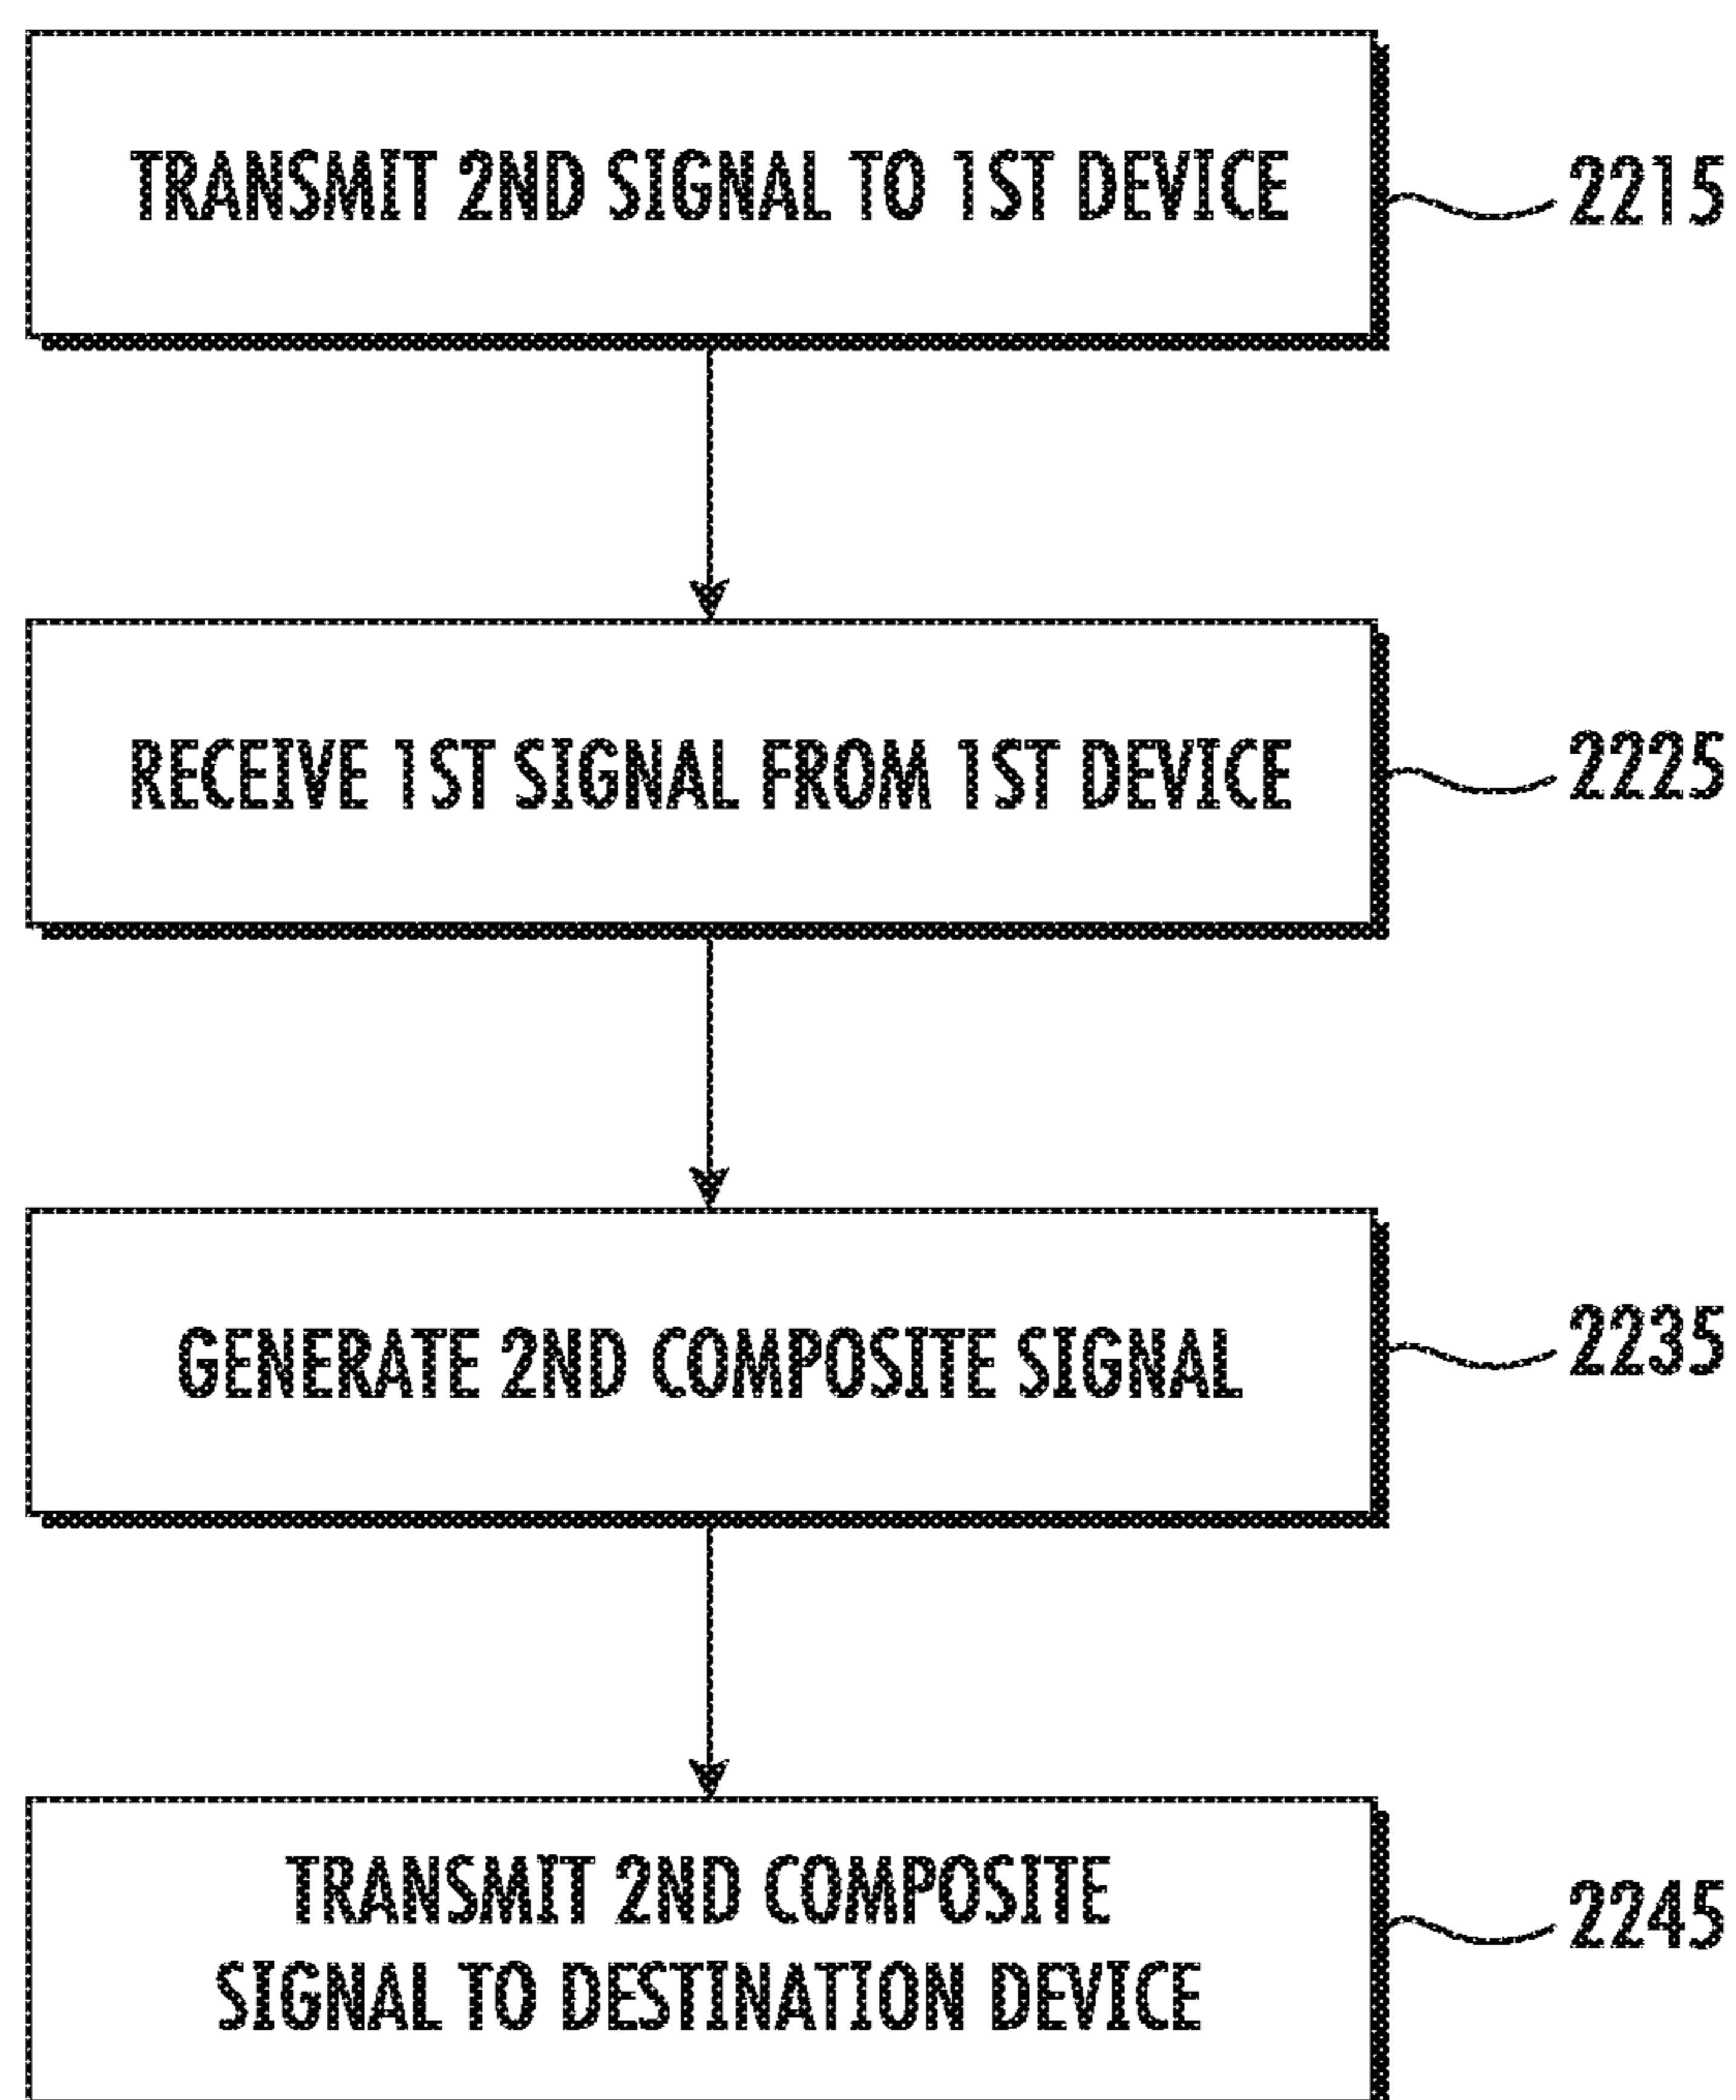 TRANSMIT 2ND SIGNAL TO 1ST DEVICE
2215
RECEIVE 1ST SIGNAL FROM 1ST DEVICE
2225
GENERATE 2ND COMPOSITE SIGNAL
2235
TRANSMIT 2ND COMPOSITE
SIGNAL TO DESTINATION DEVICE
2245